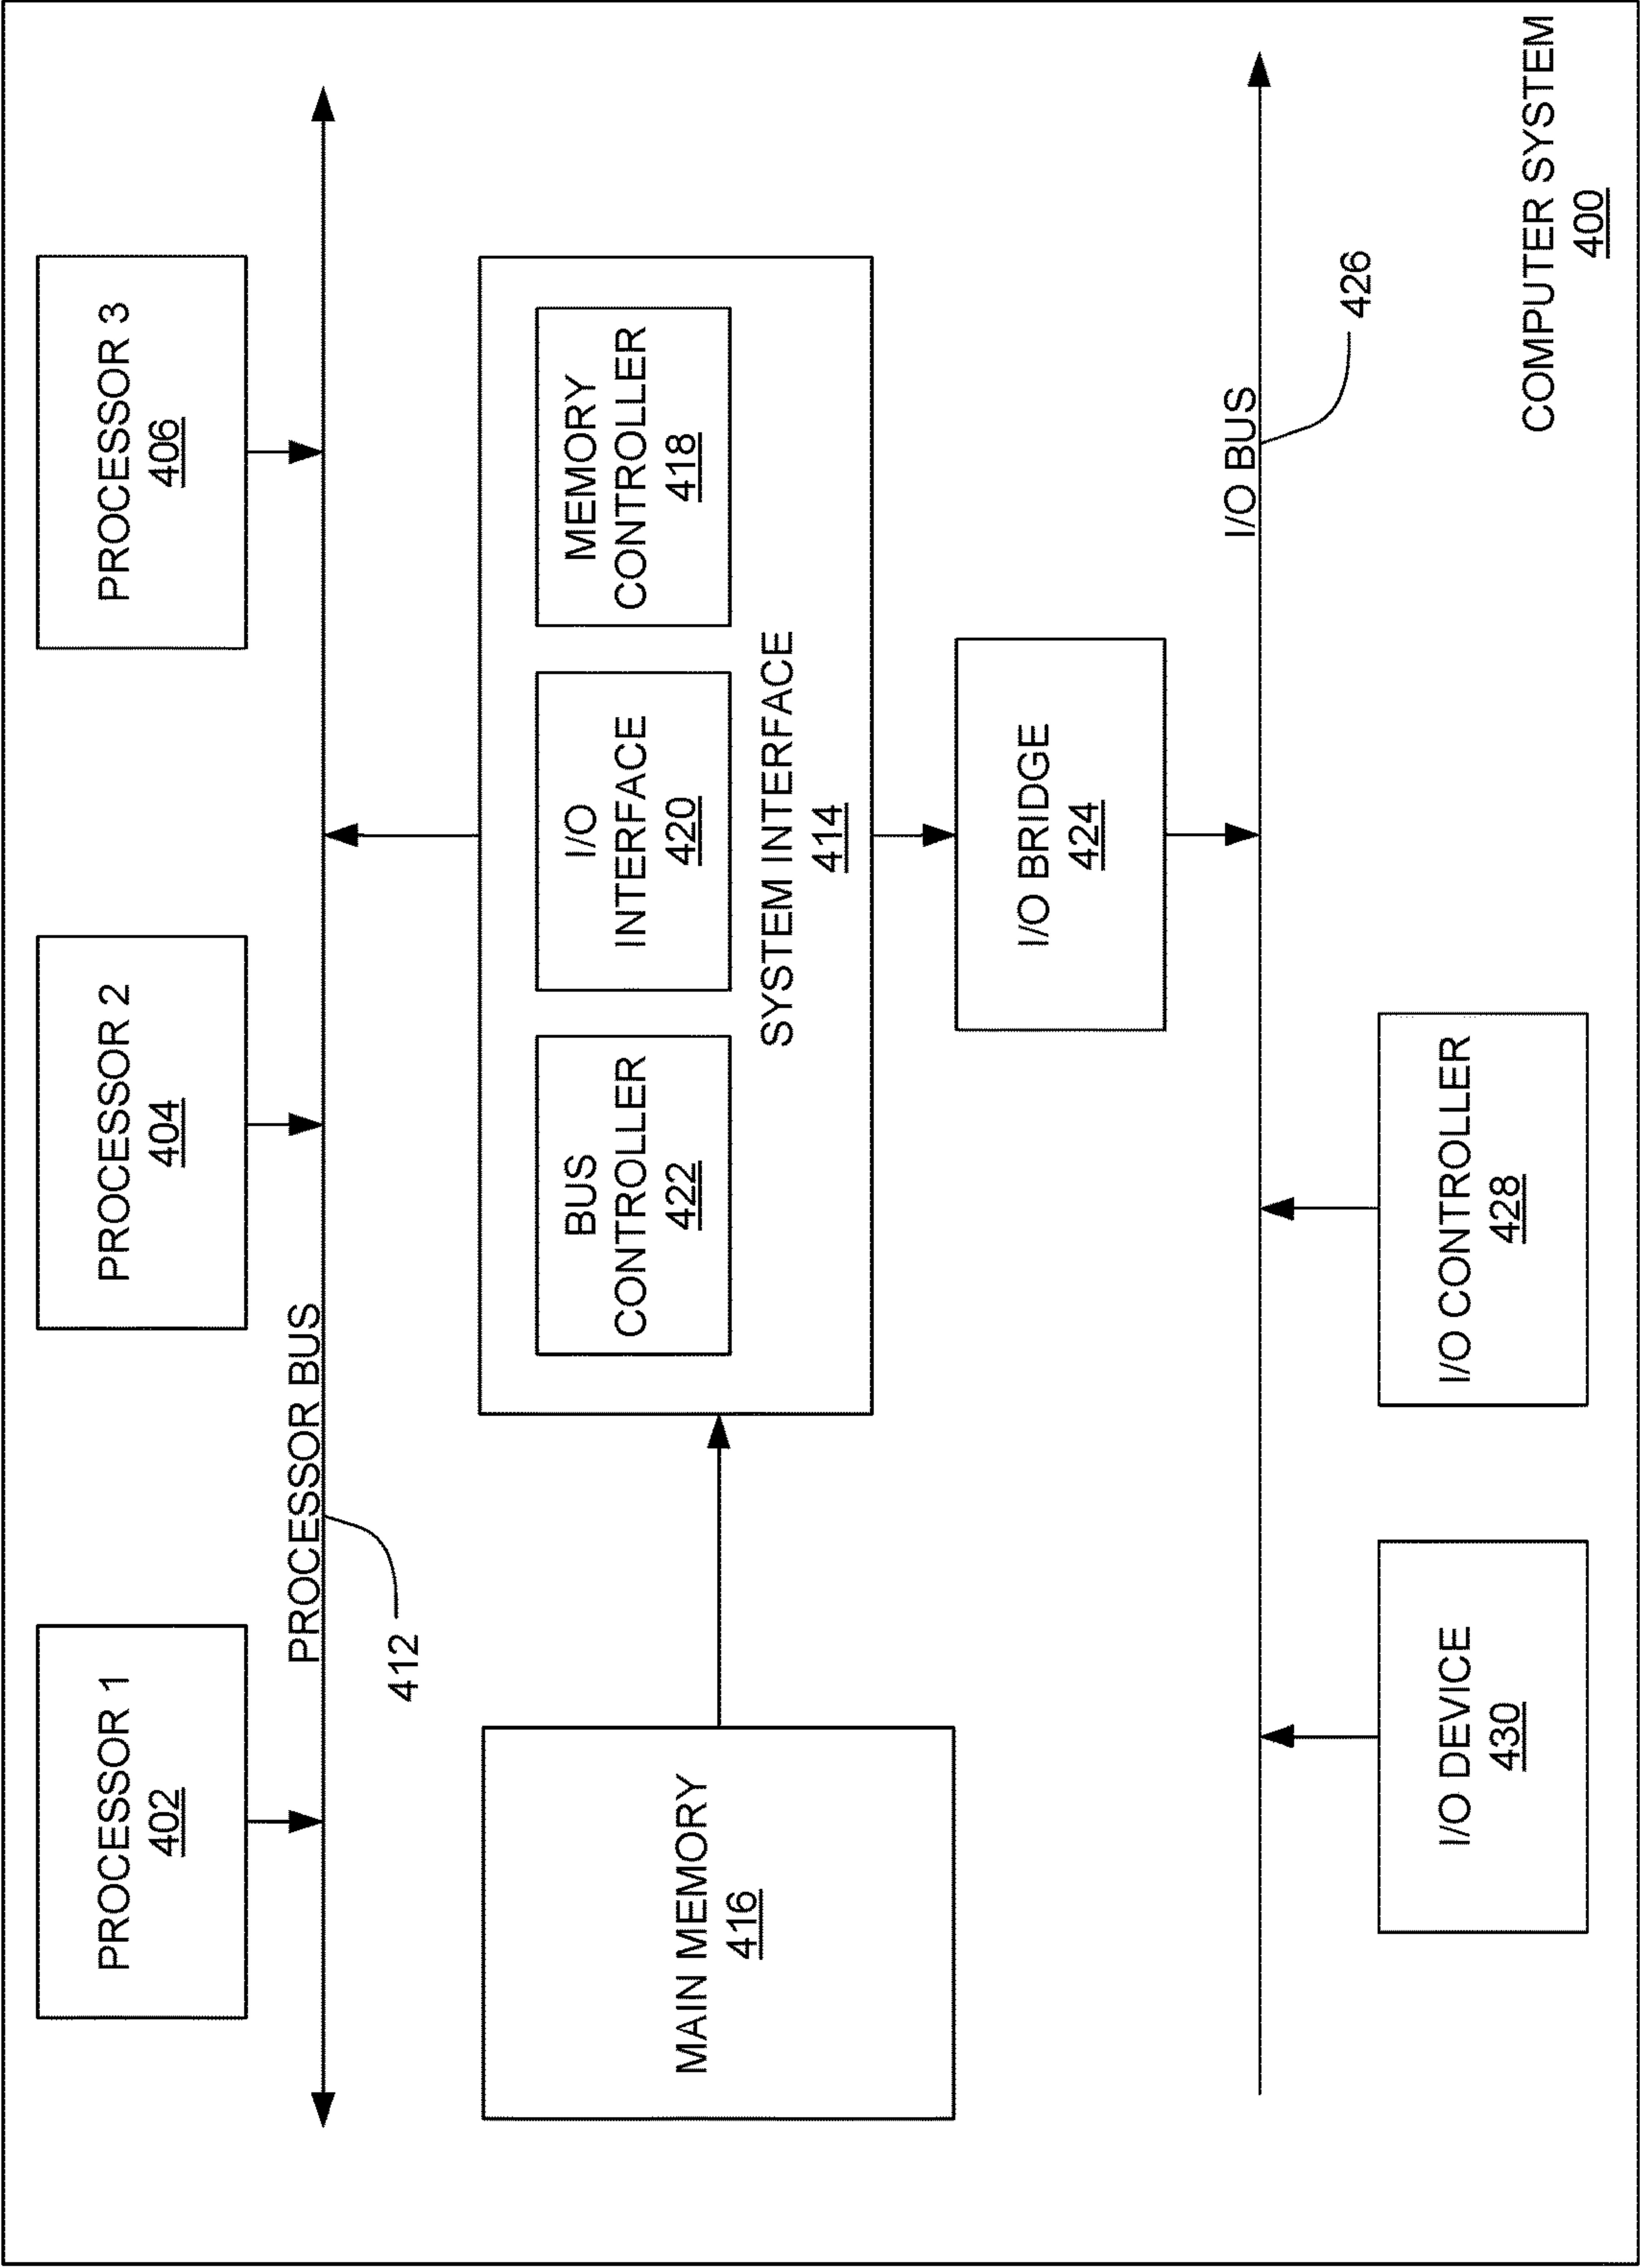 PROCESSOR 1
402
PROCESSOR 2
404
PROCESSOR 3
406
PROCESSOR BUS
412
MAIN MEMORY
416
BUS
CONTROLLER
422
I/O
INTERFACE
420
MEMORY
CONTROLLER
418
SYSTEM INTERFACE
414
I/O BRIDGE
424
I/O BUS
426
I/O DEVICE
430
I/O CONTROLLER
428
COMPUTER SYSTEM
400